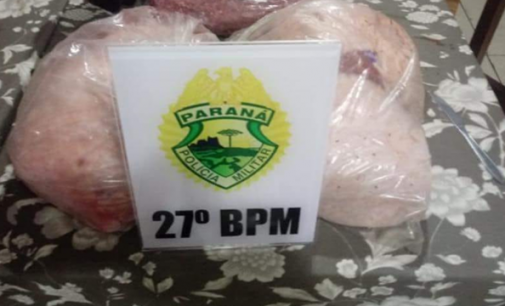 PARANÁ
POLÍCIA MILITAR
27º BPM